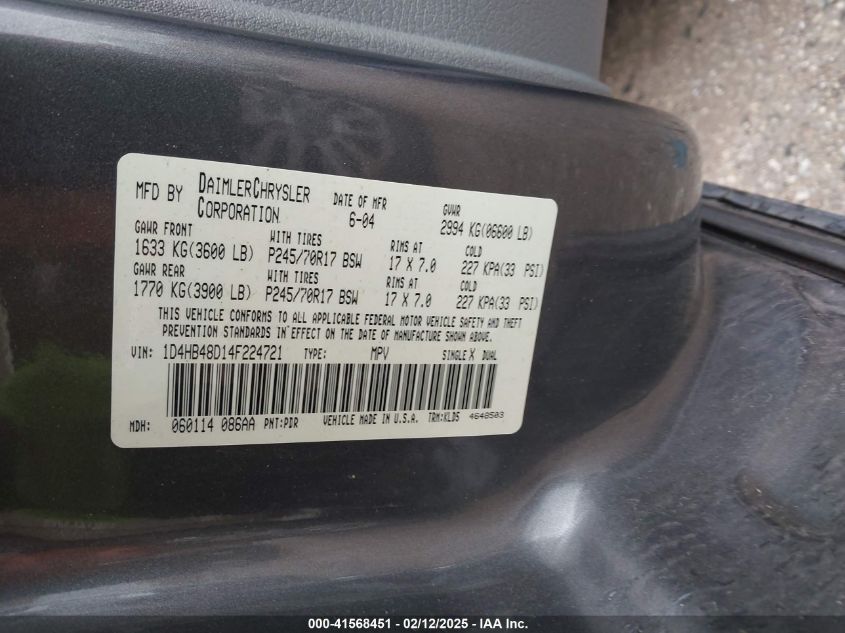 MFD BY DAIMLERCHRYSLER CORPORATION DATE OF MFR 6-04 GVWR 2994 KG(06600 LB)
GAWR FRONT WITH TIRES RIMS AT COLD
1633 KG(3600 LB) P245/70R17 BSW 17 X 7.0 227 KPA(33 PSI)
GAWR REAR WITH TIRES RIMS AT COLD
1770 KG(3900 LB) P245/70R17 BSW 17 X 7.0 227 KPA(33 PSI)
THIS VEHICLE CONFORMS TO ALL APPLICABLE FEDERAL MOTOR VEHICLE SAFETY AND THEFT
PREVENTION STANDARDS IN EFFECT ON THE DATE OF MANUFACTURE SHOWN ABOVE.
VIN: 1D4HB48D14F224721 TYPE: MPV SINGLE X DUAL
MDH: 060114 086AA PNT:PDR VEHICLE MADE IN U.S.A. TRM:KLD5 4648503
000-41568451 - 02/12/2025 - IAA Inc.